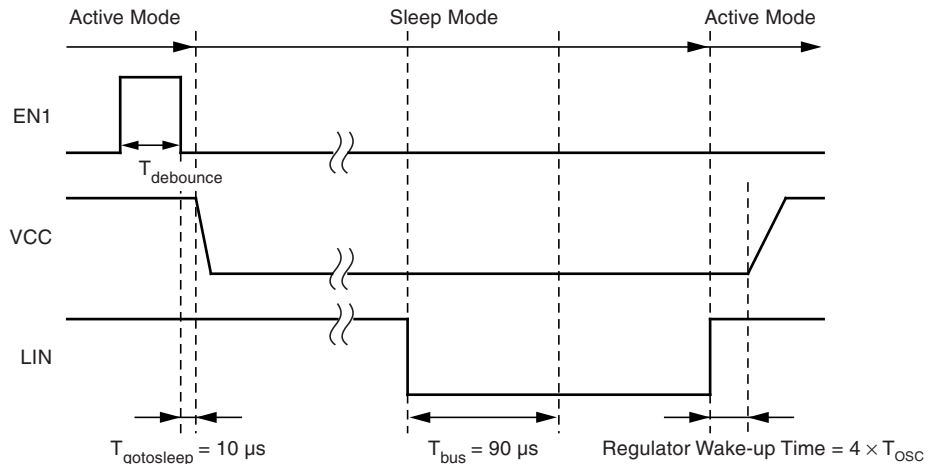 Active Mode
Sleep Mode
Active Mode
EN1
Tdebounce
VCC
LIN
Tgotosleep = 10 µs
Tbus = 90 µs
Regulator Wake-up Time = 4 × TOSC